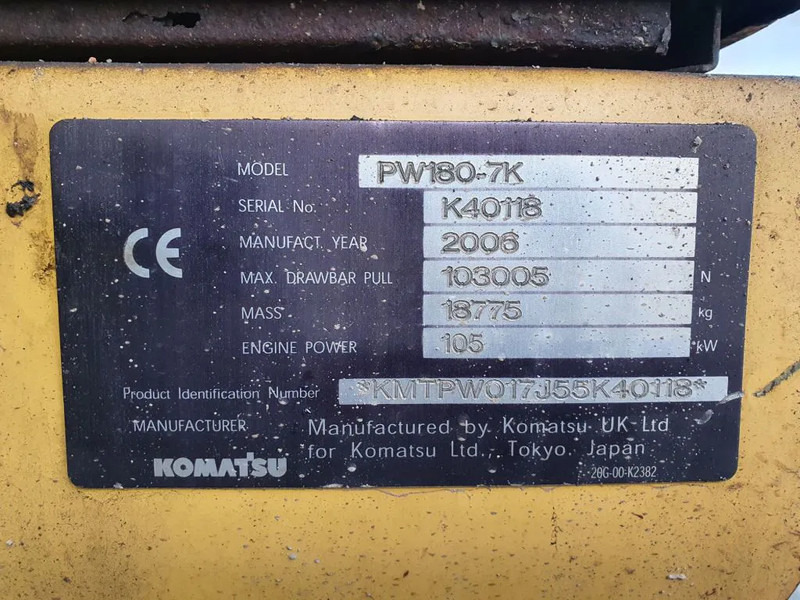 MODEL PW180-7K
SERIAL No. K40118
MANUFACT. YEAR 2006
CE
MAX. DRAWBAR PULL 103005 N
MASS 18775 kg
ENGINE POWER 105 kW
Product Identification Number *KMTPW017J55K40118*
MANUFACTURER Manufactured by Komatsu UK Ltd
for Komatsu Ltd., Tokyo, Japan
KOMATSU 20G-00-K2382